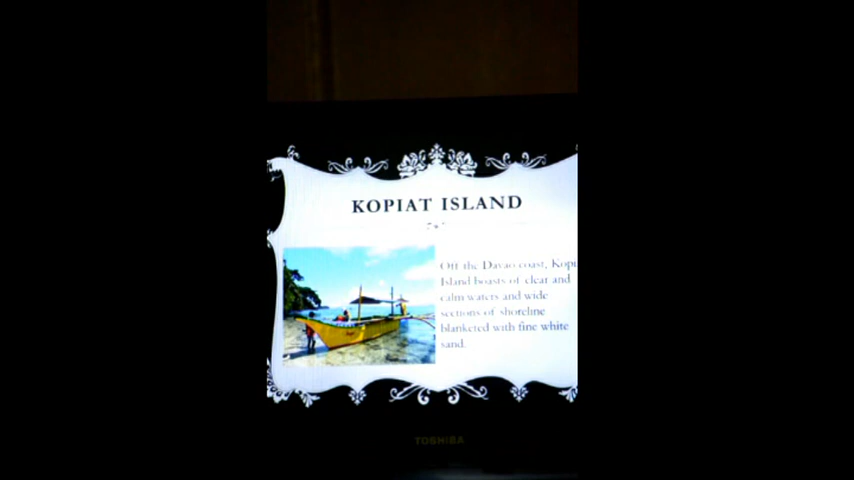 KOPIAT ISLAND
Off the Davao coast, Kopi
Island boasts of clear and
calm waters and wide
sections of shoreline
blanketed with fine white
sand.
TOSHIBA